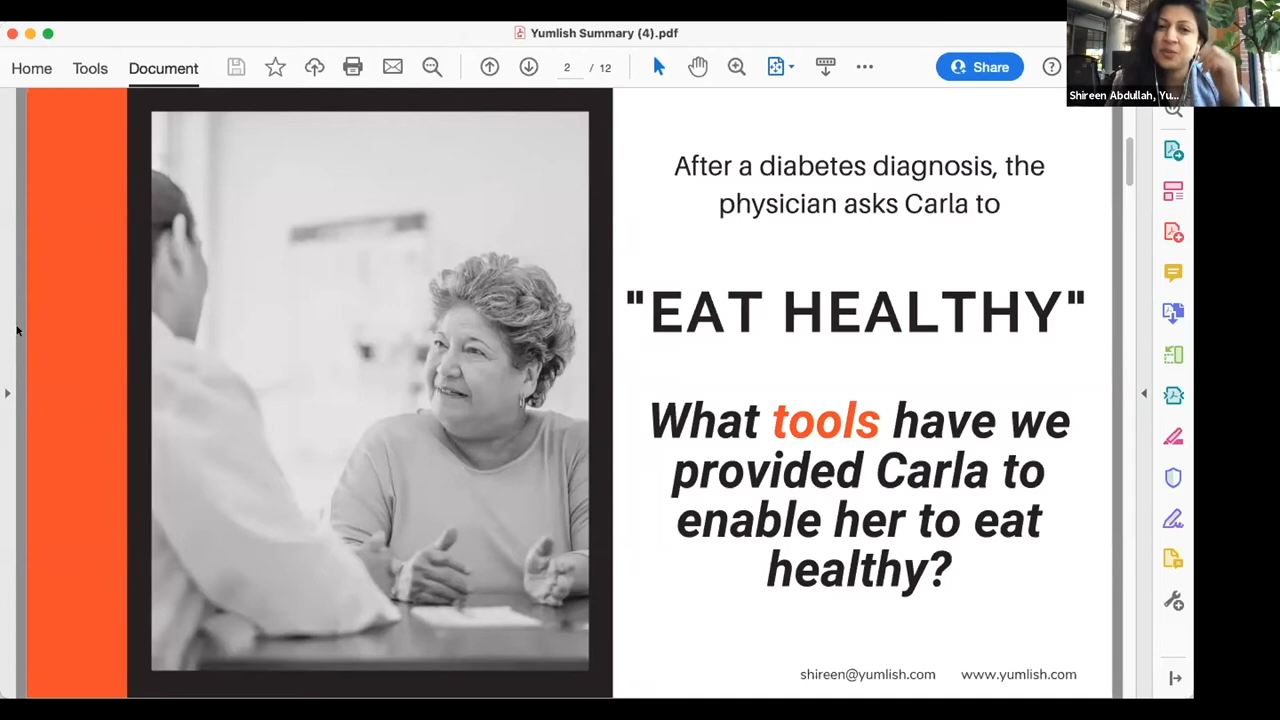 Yumlish Summary (4).pdf
Home Tools Document 2 / 12 Share
Shireen Abdullah, Yu...
After a diabetes diagnosis, the
physician asks Carla to
"EAT HEALTHY"
What tools have we
provided Carla to
enable her to eat
healthy?
shireen@yumlish.com www.yumlish.com